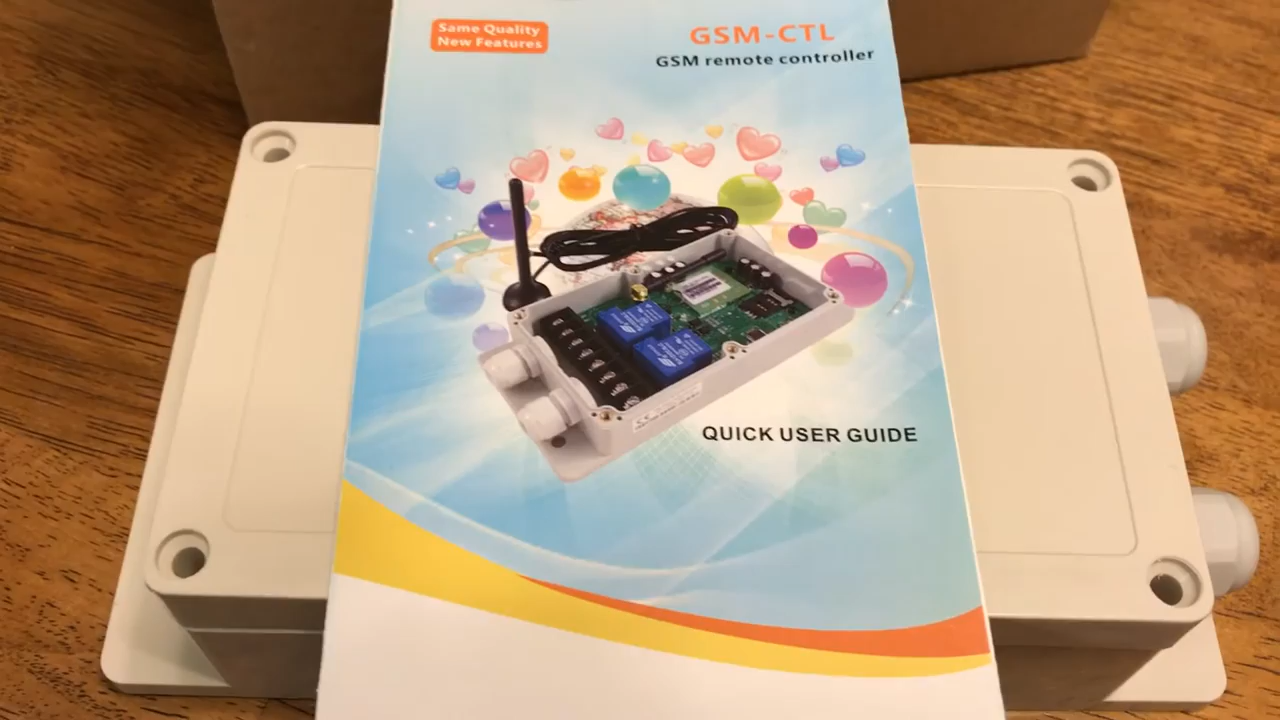 Same Quality
New Features
GSM-CTL
GSM remote controller
QUICK USER GUIDE